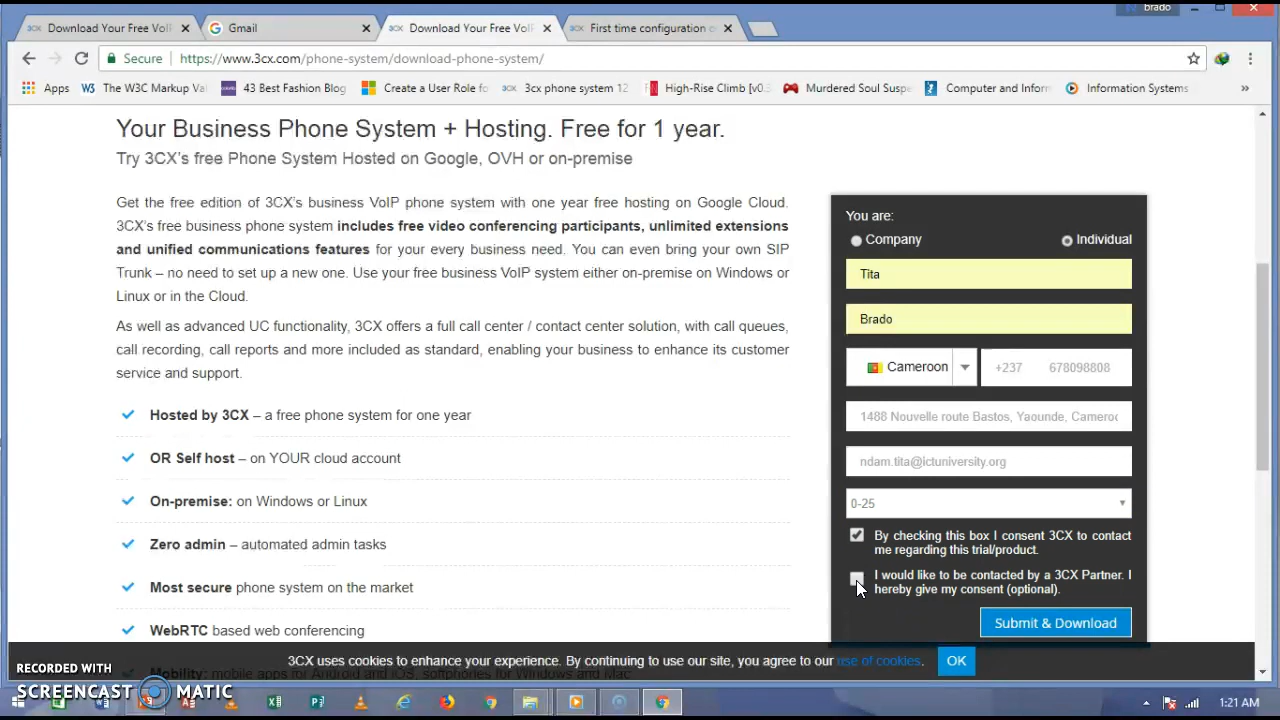 brado
Download Your Free VoIP
Gmail
Download Your Free VoIP
First time configuration
Secure
https://www.3cx.com/phone-system/download-phone-system/
Apps
The W3C Markup Val
43 Best Fashion Blog
Create a User Role fo
3cx phone system 12
High-Rise Climb [v0.
Murdered Soul Suspe
Computer and Inform
Information Systems
»
Your Business Phone System + Hosting. Free for 1 year.
Try 3CX's free Phone System Hosted on Google, OVH or on-premise
Get the free edition of 3CX's business VoIP phone system with one year free hosting on Google Cloud.
3CX's free business phone system includes free video conferencing participants, unlimited extensions
and unified communications features for your every business need. You can even bring your own SIP
Trunk – no need to set up a new one. Use your free business VoIP system either on-premise on Windows or
Linux or in the Cloud.
As well as advanced UC functionality, 3CX offers a full call center / contact center solution, with call queues,
call recording, call reports and more included as standard, enabling your business to enhance its customer
service and support.
Hosted by 3CX – a free phone system for one year
OR Self host – on YOUR cloud account
On-premise: on Windows or Linux
Zero admin – automated admin tasks
Most secure phone system on the market
WebRTC based web conferencing
Mobility: mobile apps for Android and iOS, softphones for Windows and Mac
You are:
Company
Individual
Tita
Brado
Cameroon
+237 678098808
1488 Nouvelle route Bastos, Yaounde, Cameroc
ndam.tita@ictuniversity.org
0-25
By checking this box I consent 3CX to contact
me regarding this trial/product.
I would like to be contacted by a 3CX Partner. I
hereby give my consent (optional).
Submit & Download
3CX uses cookies to enhance your experience. By continuing to use our site, you agree to our use of cookies.
OK
RECORDED WITH
SCREENCAST MATIC
1:21 AM